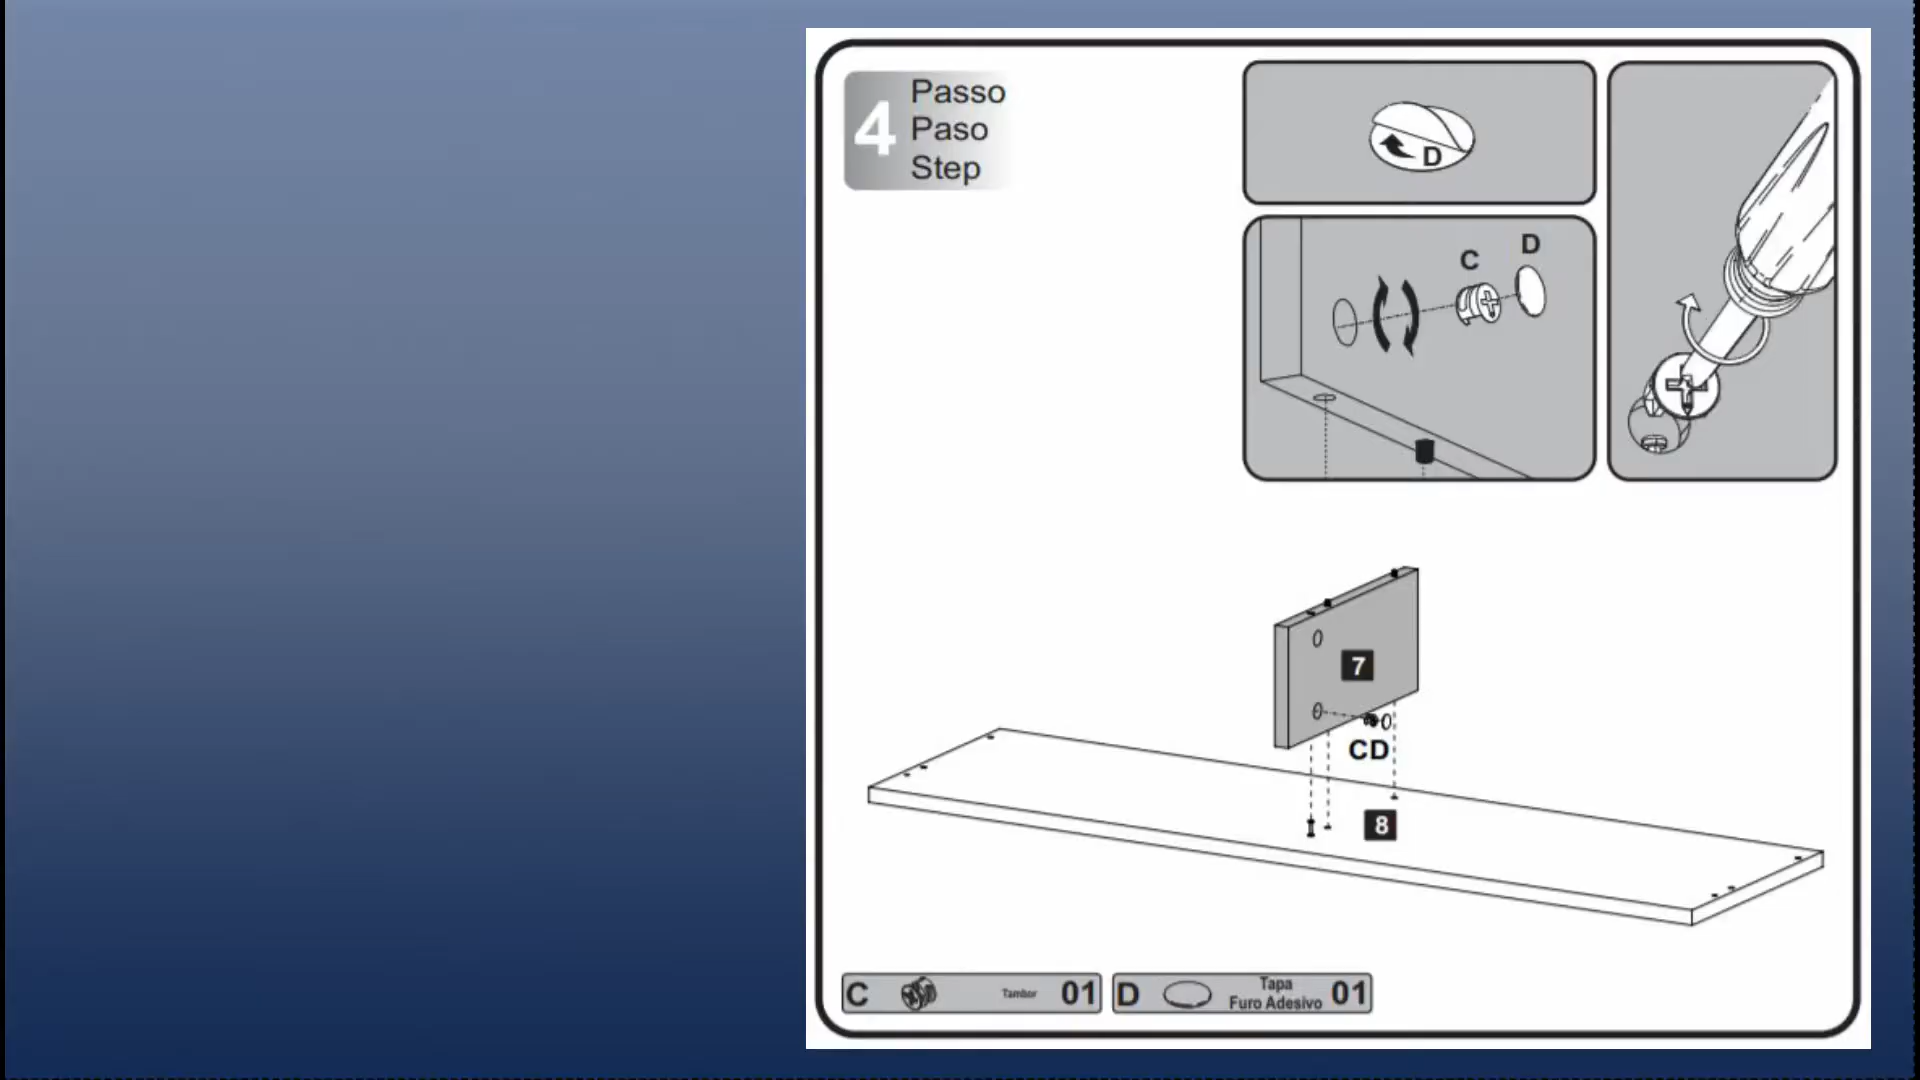 4
Passo
Paso
Step
D
C
D
7
CD
8
C Tambor 01
D Tapa Furo Adesivo 01